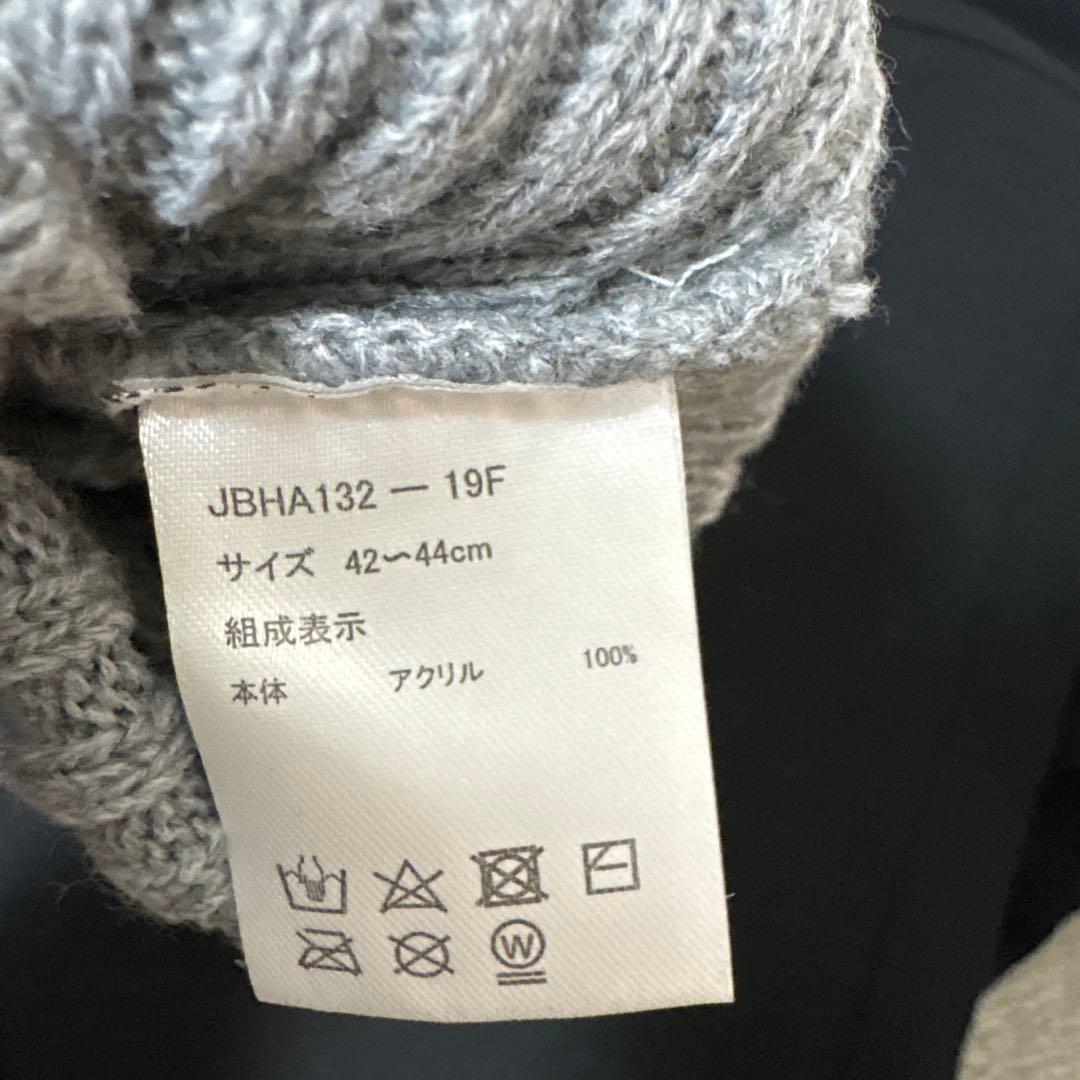 JBHA132 — 19F
サイズ 42〜44cm
組成表示
本体 アクリル 100%
W